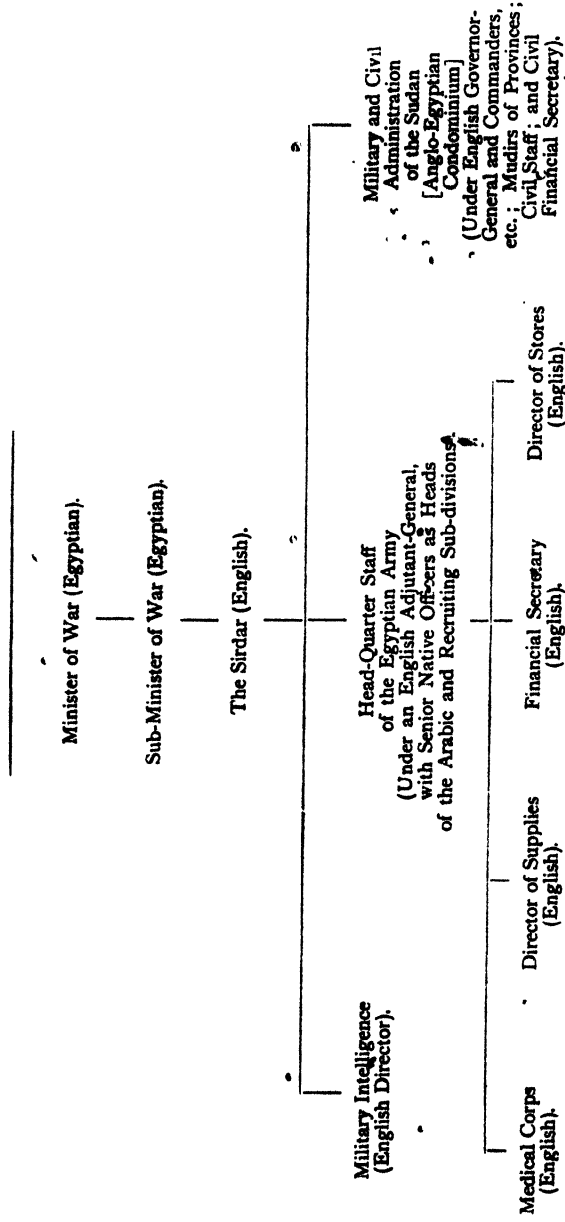 Minister of War (Egyptian).
Sub-Minister of War (Egyptian).
The Sirdar (English).
Military Intelligence
(English Director).
Head-Quarter Staff
of the Egyptian Army
(Under an English Adjutant-General,
with Senior Native Officers as Heads
of the Arabic and Recruiting Sub-divisions).
Military and Civil
Administration
of the Sudan
[Anglo-Egyptian
Condominium]
(Under English Governor-
General and Commanders,
etc.; Mudirs of Provinces;
Civil Staff; and Civil
Financial Secretary).
Medical Corps
(English).
Director of Supplies
(English).
Financial Secretary
(English).
Director of Stores
(English).